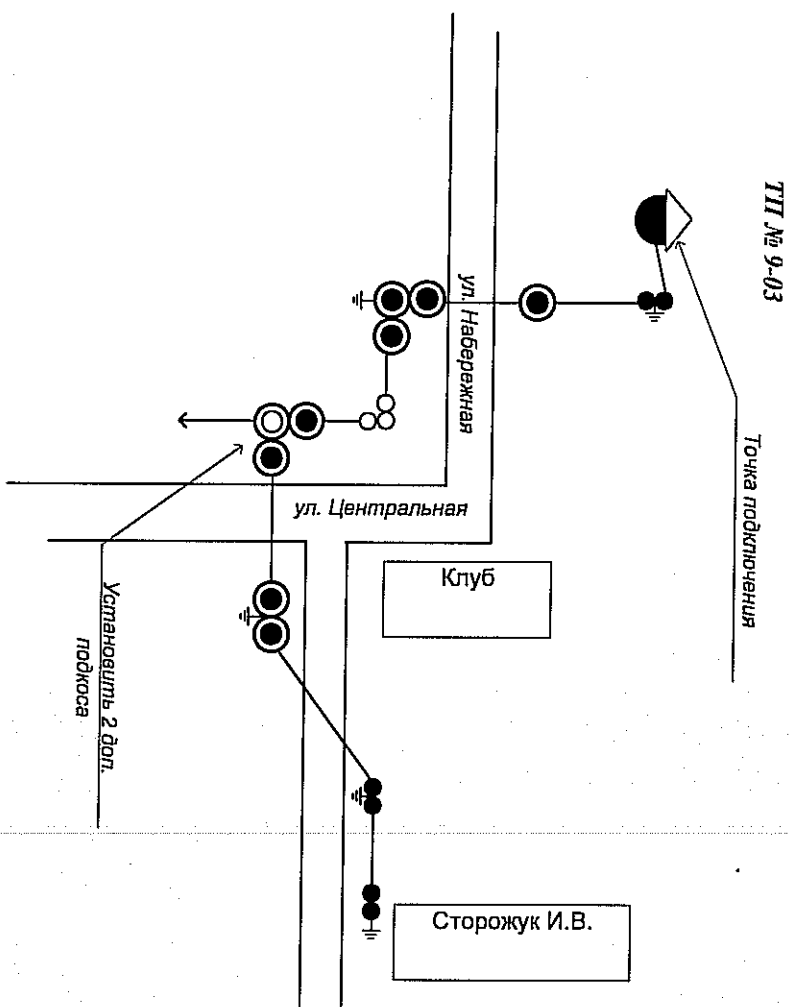 ТП № 9-03
Точка подключения
ул. Набережная
ул. Центральная
Клуб
Установить 2 доп.
подкоса
Сторожук И.В.